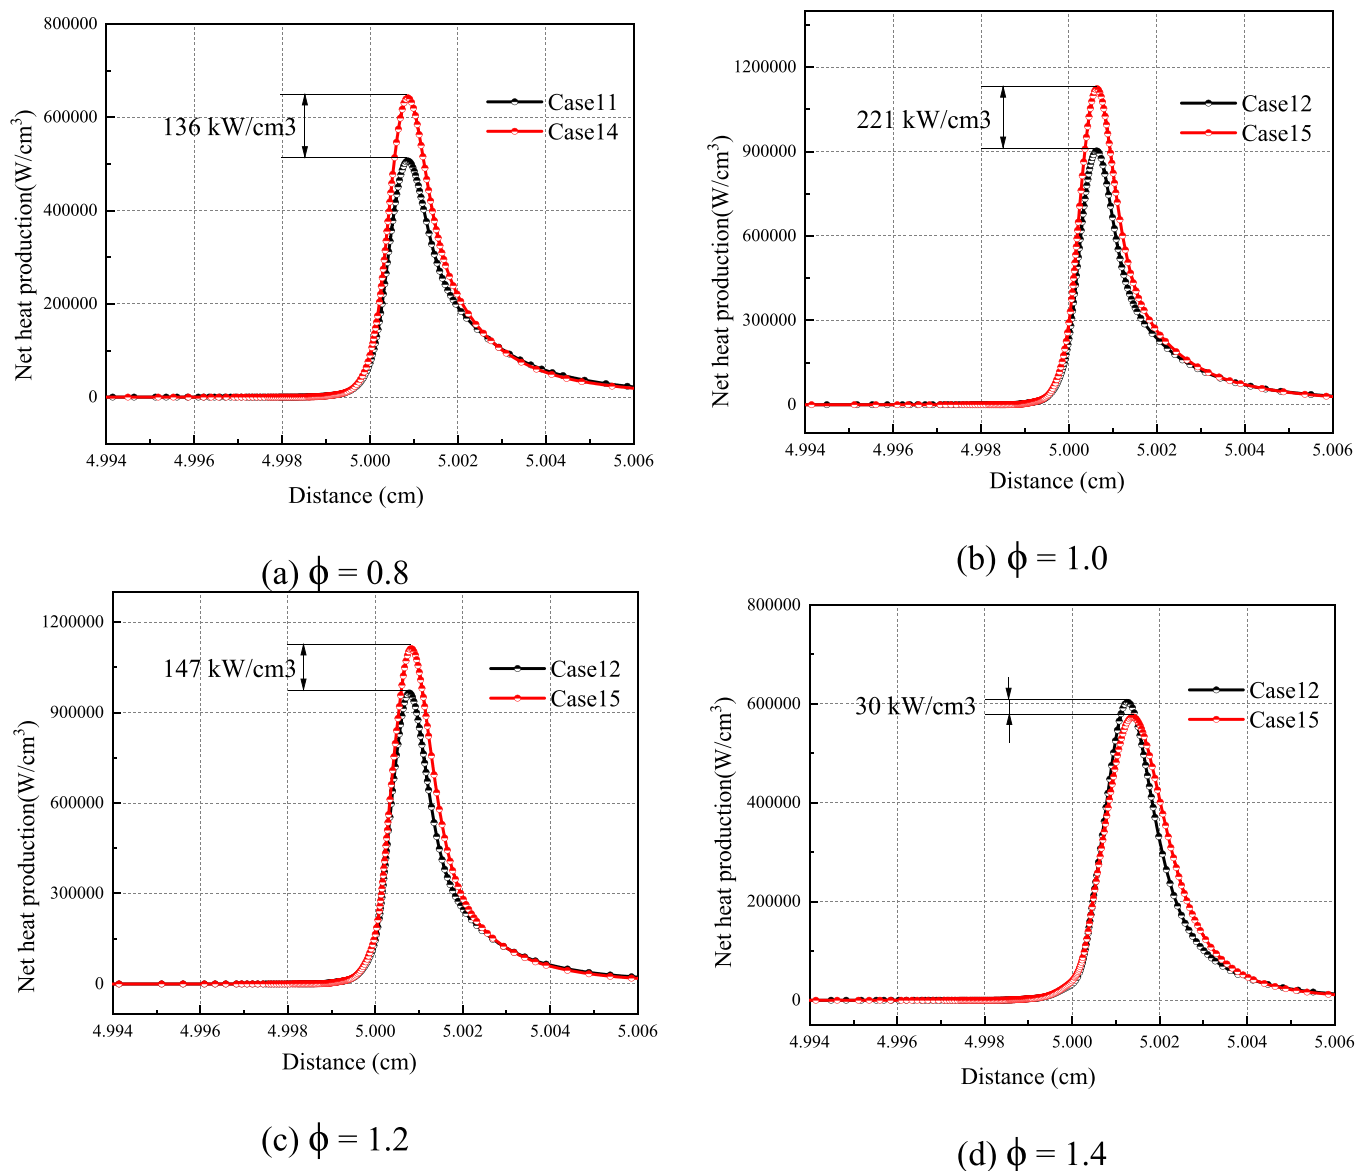 800000
600000
400000
200000
0
Net heat production(W/cm³)
136 kW/cm3
Case11
Case14
4.994 4.996 4.998 5.000 5.002 5.004 5.006
Distance (cm)
(a) ϕ = 0.8
1200000
900000
600000
300000
0
Net heat production(W/cm³)
221 kW/cm3
Case12
Case15
4.994 4.996 4.998 5.000 5.002 5.004 5.006
Distance (cm)
(b) ϕ = 1.0
1200000
900000
600000
300000
0
Net heat production(W/cm³)
147 kW/cm3
Case12
Case15
4.994 4.996 4.998 5.000 5.002 5.004 5.006
Distance (cm)
(c) ϕ = 1.2
800000
600000
400000
200000
0
Net heat production(W/cm³)
30 kW/cm3
Case12
Case15
4.994 4.996 4.998 5.000 5.002 5.004 5.006
Distance (cm)
(d) ϕ = 1.4